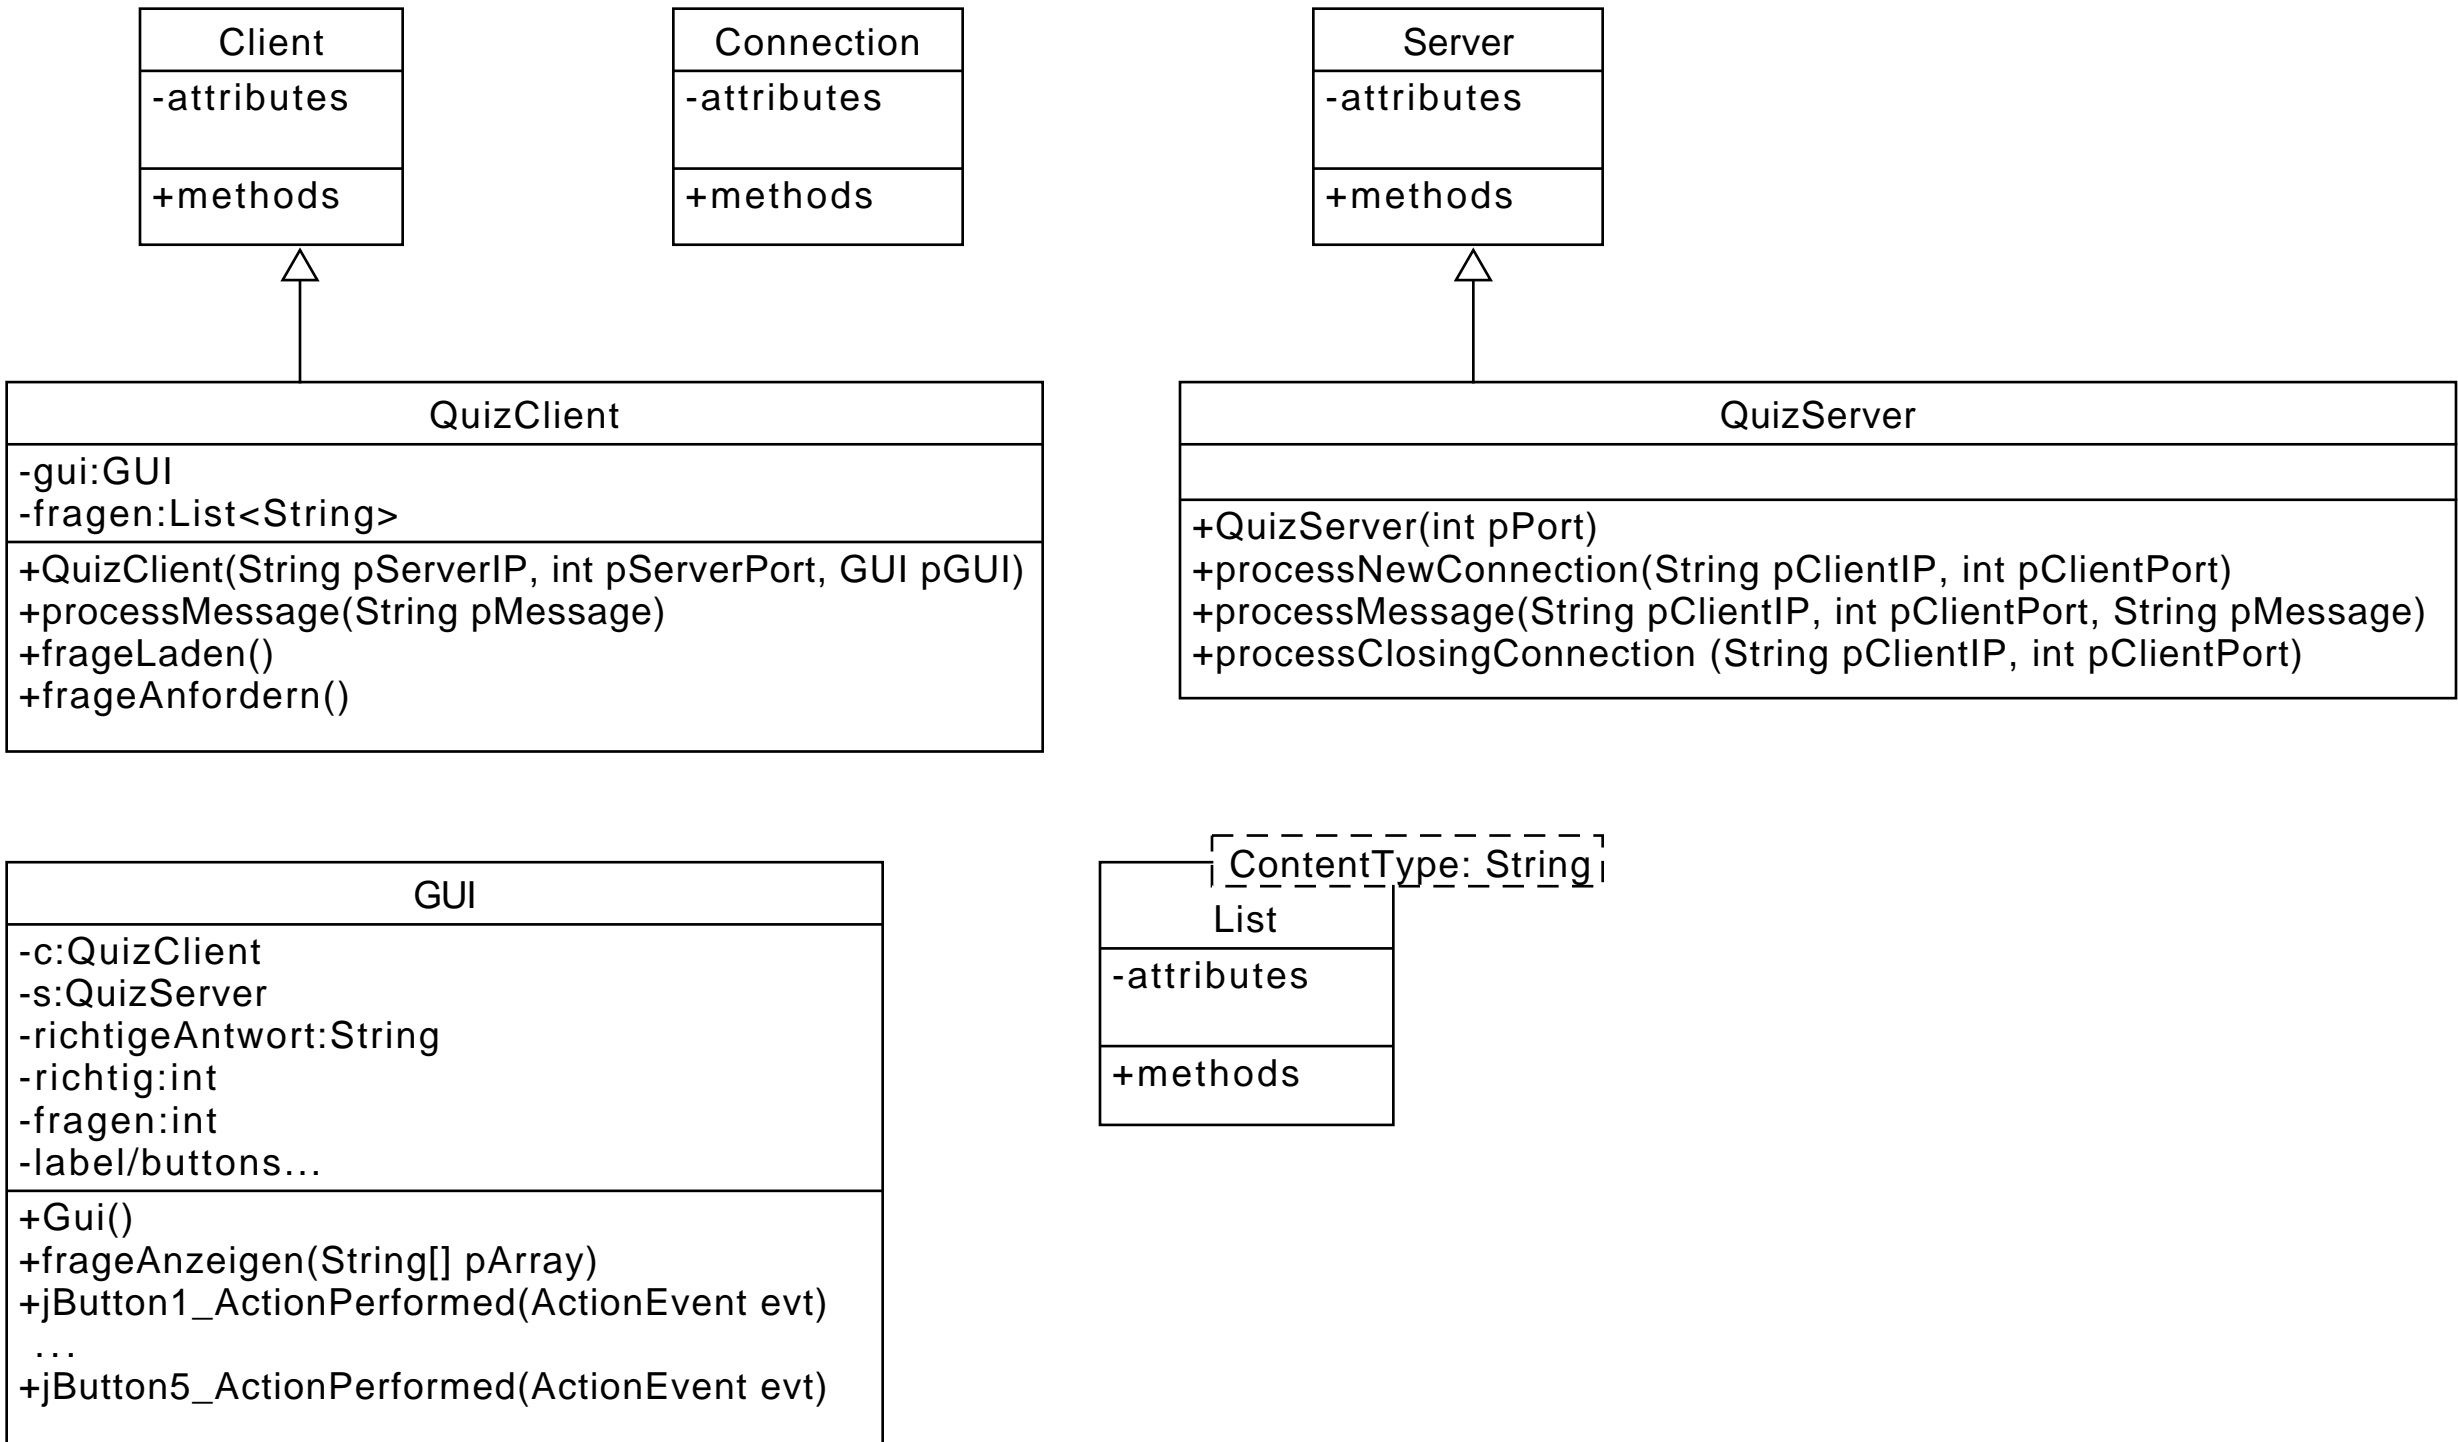 Client
-attributes
+methods
Connection
-attributes
+methods
Server
-attributes
+methods
QuizClient
-gui:GUI
-fragen:List<String>
+QuizClient(String pServerIP, int pServerPort, GUI pGUI)
+processMessage(String pMessage)
+frageLaden()
+frageAnfordern()
QuizServer
+QuizServer(int pPort)
+processNewConnection(String pClientIP, int pClientPort)
+processMessage(String pClientIP, int pClientPort, String pMessage)
+processClosingConnection (String pClientIP, int pClientPort)
GUI
-c:QuizClient
-s:QuizServer
-richtigeAntwort:String
-richtig:int
-fragen:int
-label/buttons...
+Gui()
+frageAnzeigen(String[] pArray)
+jButton1_ActionPerformed(ActionEvent evt)
...
+jButton5_ActionPerformed(ActionEvent evt)
ContentType: String
List
-attributes
+methods